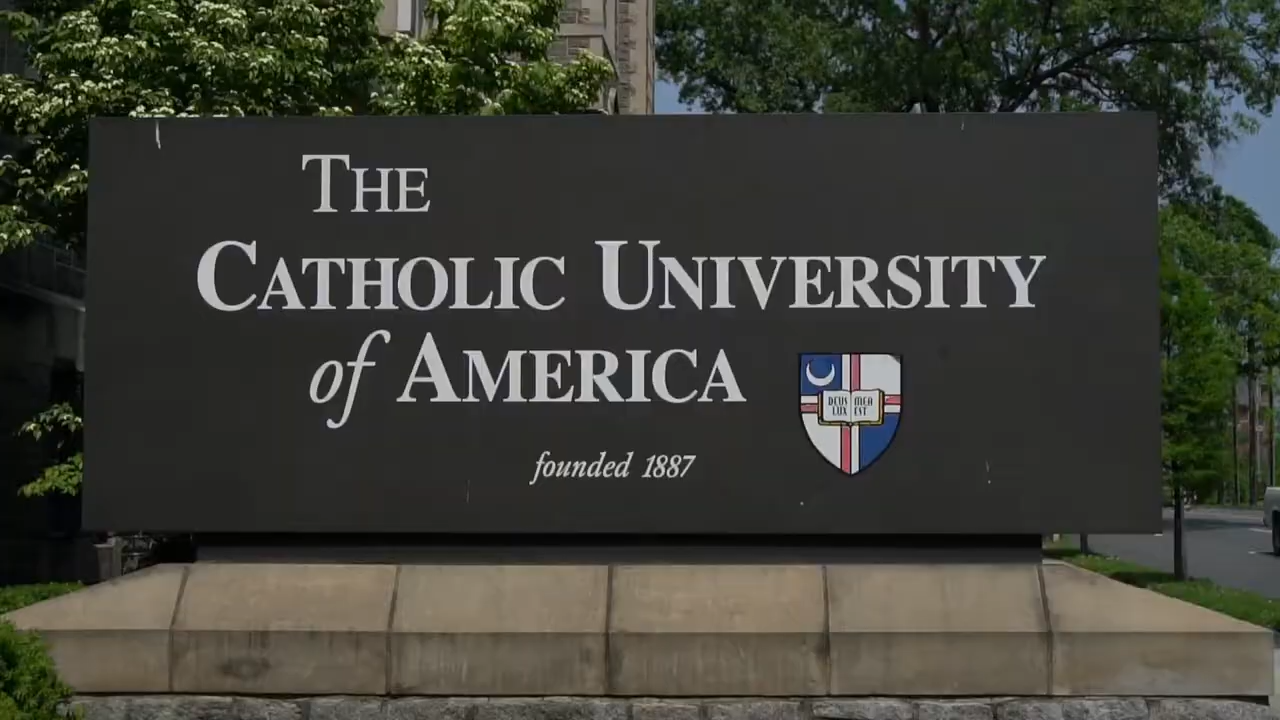 THE
CATHOLIC UNIVERSITY
of AMERICA
DEUS MEA
LUX EST
founded 1887